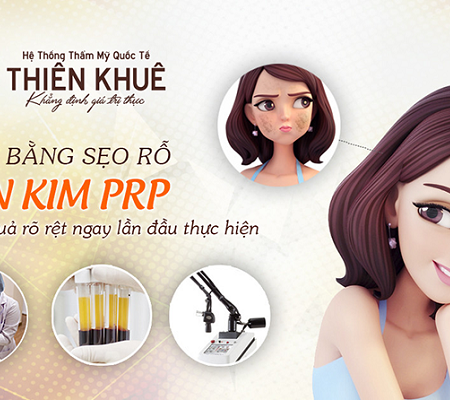 Hệ Thống Thẩm Mỹ Quốc Tế
THIÊN KHUÊ
Khẳng định giá trị thực
BẰNG SẸO RỖ
KIM PRP
rõ rệt ngay lần đầu thực hiện